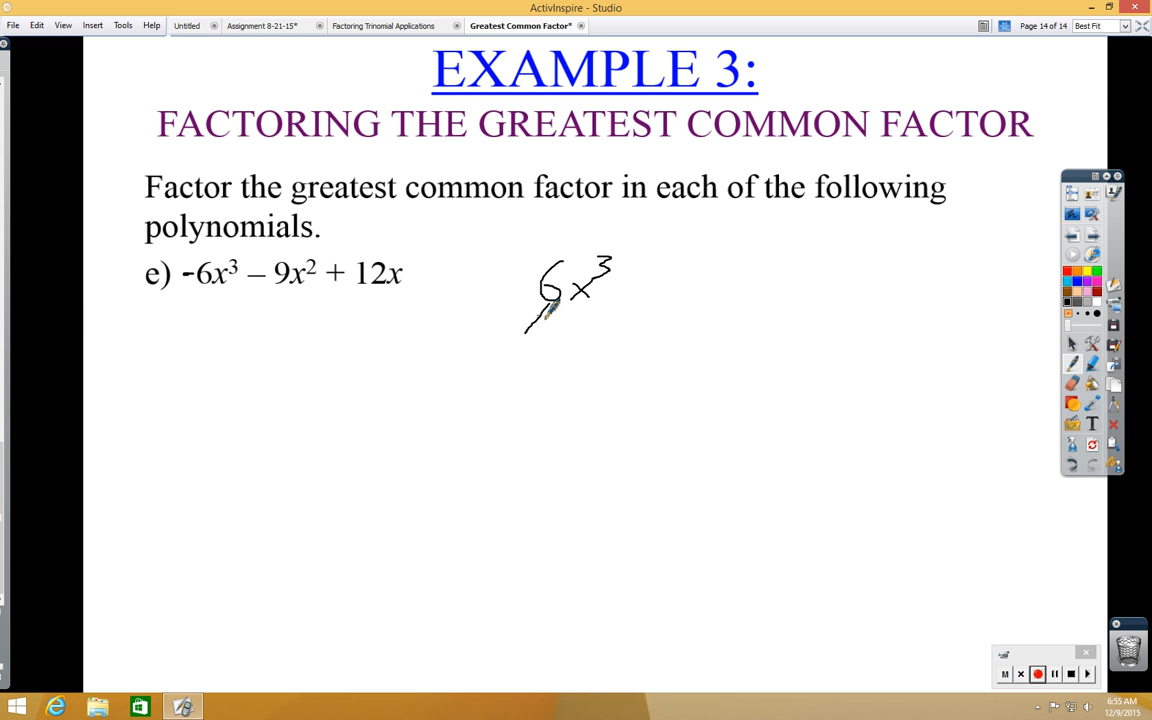 ActivInspire - Studio
File Edit View Insert Tools Help Untitled Assignment 8-21-15* Factoring Trinomial Applications Greatest Common Factor* Page 14 of 14 Best Fit
EXAMPLE 3:
FACTORING THE GREATEST COMMON FACTOR
Factor the greatest common factor in each of the following
polynomials.
e) -6x³ – 9x² + 12x
6x³
T
M
6:55 AM
12/9/2015